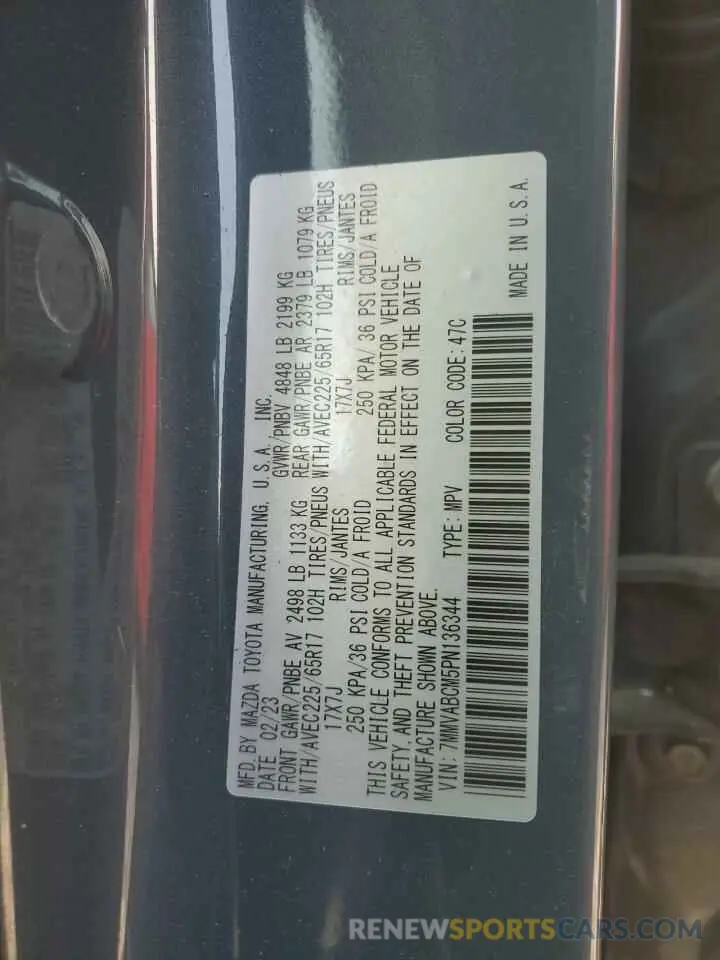 MFD.BY MAZDA TOYOTA MANUFACTURING, U.S.A. INC.
DATE 02/23 GVWR/PNBV 4848 LB 2199 KG
FRONT GAWR/PNBE AV 2498 LB 1133 KG REAR GAWR/PNBE AR 2379 LB 1079 KG
WITH/AVEC225/65R17 102H TIRES/PNEUS WITH/AVEC225/65R17 102H TIRES/PNEUS
17X7J RIMS/JANTES 17X7J RIMS/JANTES
250 KPA/36 PSI COLD/A FROID 250 KPA/ 36 PSI COLD/A FROID
THIS VEHICLE CONFORMS TO ALL APPLICABLE FEDERAL MOTOR VEHICLE
SAFETY, AND THEFT PREVENTION STANDARDS IN EFFECT ON THE DATE OF
MANUFACTURE SHOWN ABOVE.
VIN: 7MMVABCM5PN136344 TYPE: MPV COLOR CODE: 47C
MADE IN U.S.A.
RENEWSPORTSCARS.COM